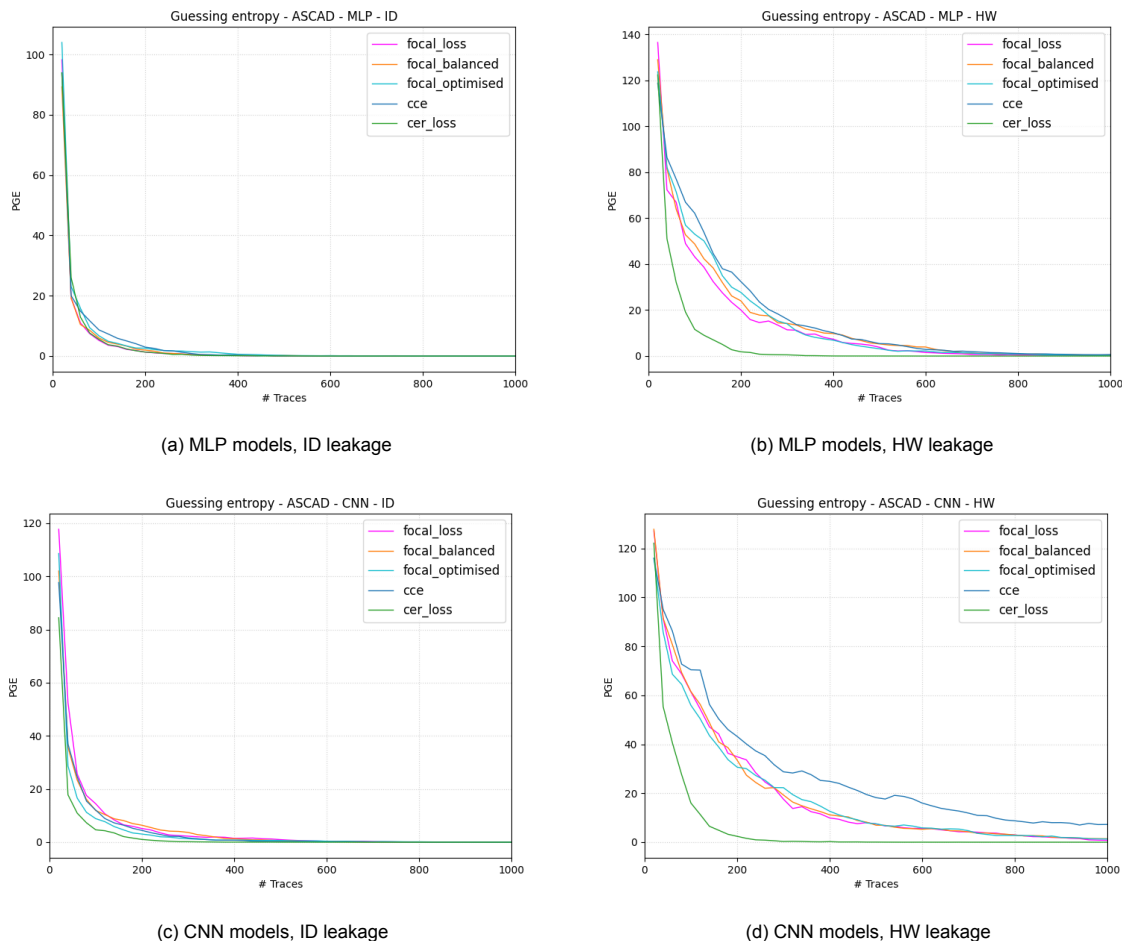 Guessing entropy - ASCAD - MLP - ID
focal_loss
focal_balanced
focal_optimised
cce
cer_loss
100
80
60
40
20
0
PGE
0 200 400 600 800 1000
# Traces
(a) MLP models, ID leakage
Guessing entropy - ASCAD - MLP - HW
focal_loss
focal_balanced
focal_optimised
cce
cer_loss
140
120
100
80
60
40
20
0
PGE
0 200 400 600 800 1000
# Traces
(b) MLP models, HW leakage
Guessing entropy - ASCAD - CNN - ID
focal_loss
focal_balanced
focal_optimised
cce
cer_loss
120
100
80
60
40
20
0
PGE
0 200 400 600 800 1000
# Traces
(c) CNN models, ID leakage
Guessing entropy - ASCAD - CNN - HW
focal_loss
focal_balanced
focal_optimised
cce
cer_loss
120
100
80
60
40
20
0
PGE
0 200 400 600 800 1000
# Traces
(d) CNN models, HW leakage